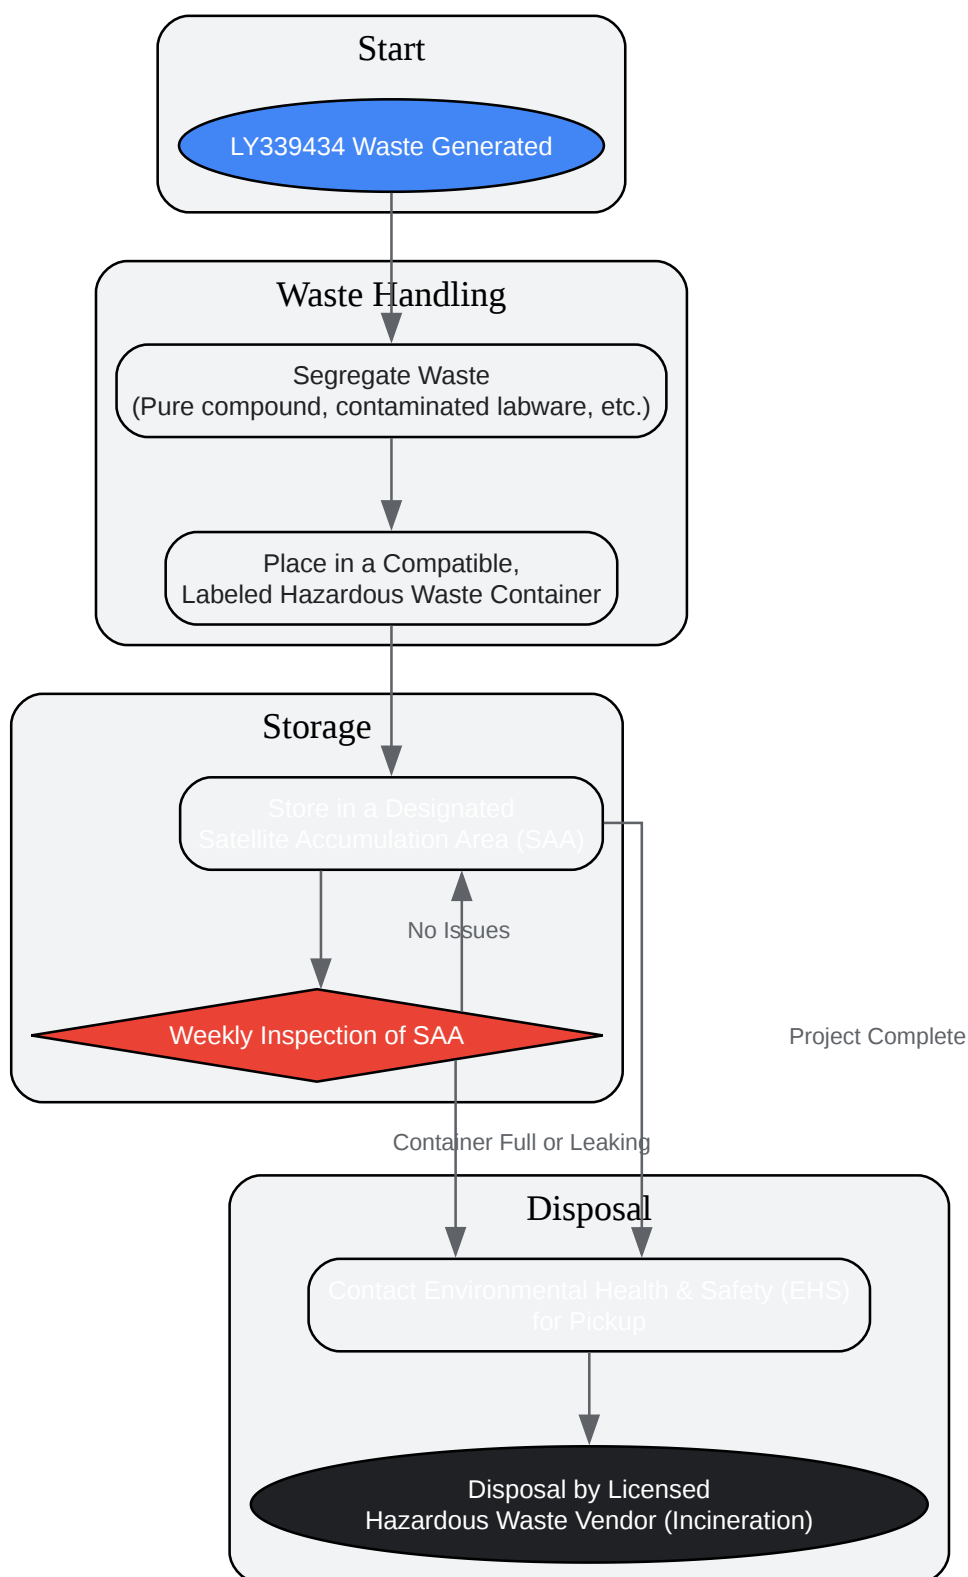 Start
LY339434 Waste Generated
Waste Handling
Segregate Waste
(Pure compound, contaminated labware, etc.)
Place in a Compatible,
Labeled Hazardous Waste Container
Storage
Store in a Designated
Satellite Accumulation Area (SAA)
No Issues
Weekly Inspection of SAA
Project Complete
Container Full or Leaking
Disposal
Contact Environmental Health & Safety (EHS)
for Pickup
Disposal by Licensed
Hazardous Waste Vendor (Incineration)